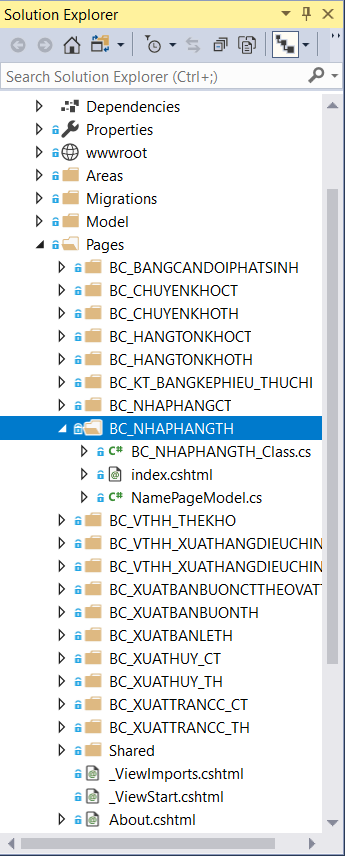 Solution Explorer
Search Solution Explorer (Ctrl+;)
Dependencies
Properties
wwwroot
Areas
Migrations
Model
Pages
BC_BANGCANDOIPHATSINH
BC_CHUYENKHOCT
BC_CHUYENKHOTH
BC_HANGTONKHOCT
BC_HANGTONKHOTH
BC_KT_BANGKEPHIEU_THUCHI
BC_NHAPHANGCT
BC_NHAPHANGTH
C# BC_NHAPHANGTH_Class.cs
index.cshtml
C# NamePageModel.cs
BC_VTHH_THEKHO
BC_VTHH_XUATHANGDIEUCHIN
BC_VTHH_XUATHANGDIEUCHIN
BC_XUATBANBUONCTTHEOVATT
BC_XUATBANBUONTH
BC_XUATBANLETH
BC_XUATHUY_CT
BC_XUATHUY_TH
BC_XUATTRANCC_CT
BC_XUATTRANCC_TH
Shared
_ViewImports.cshtml
_ViewStart.cshtml
About.cshtml